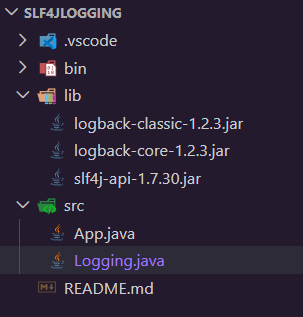 SLF4JLOGGING
.vscode
bin
lib
logback-classic-1.2.3.jar
logback-core-1.2.3.jar
slf4j-api-1.7.30.jar
src
App.java
Logging.java
README.md